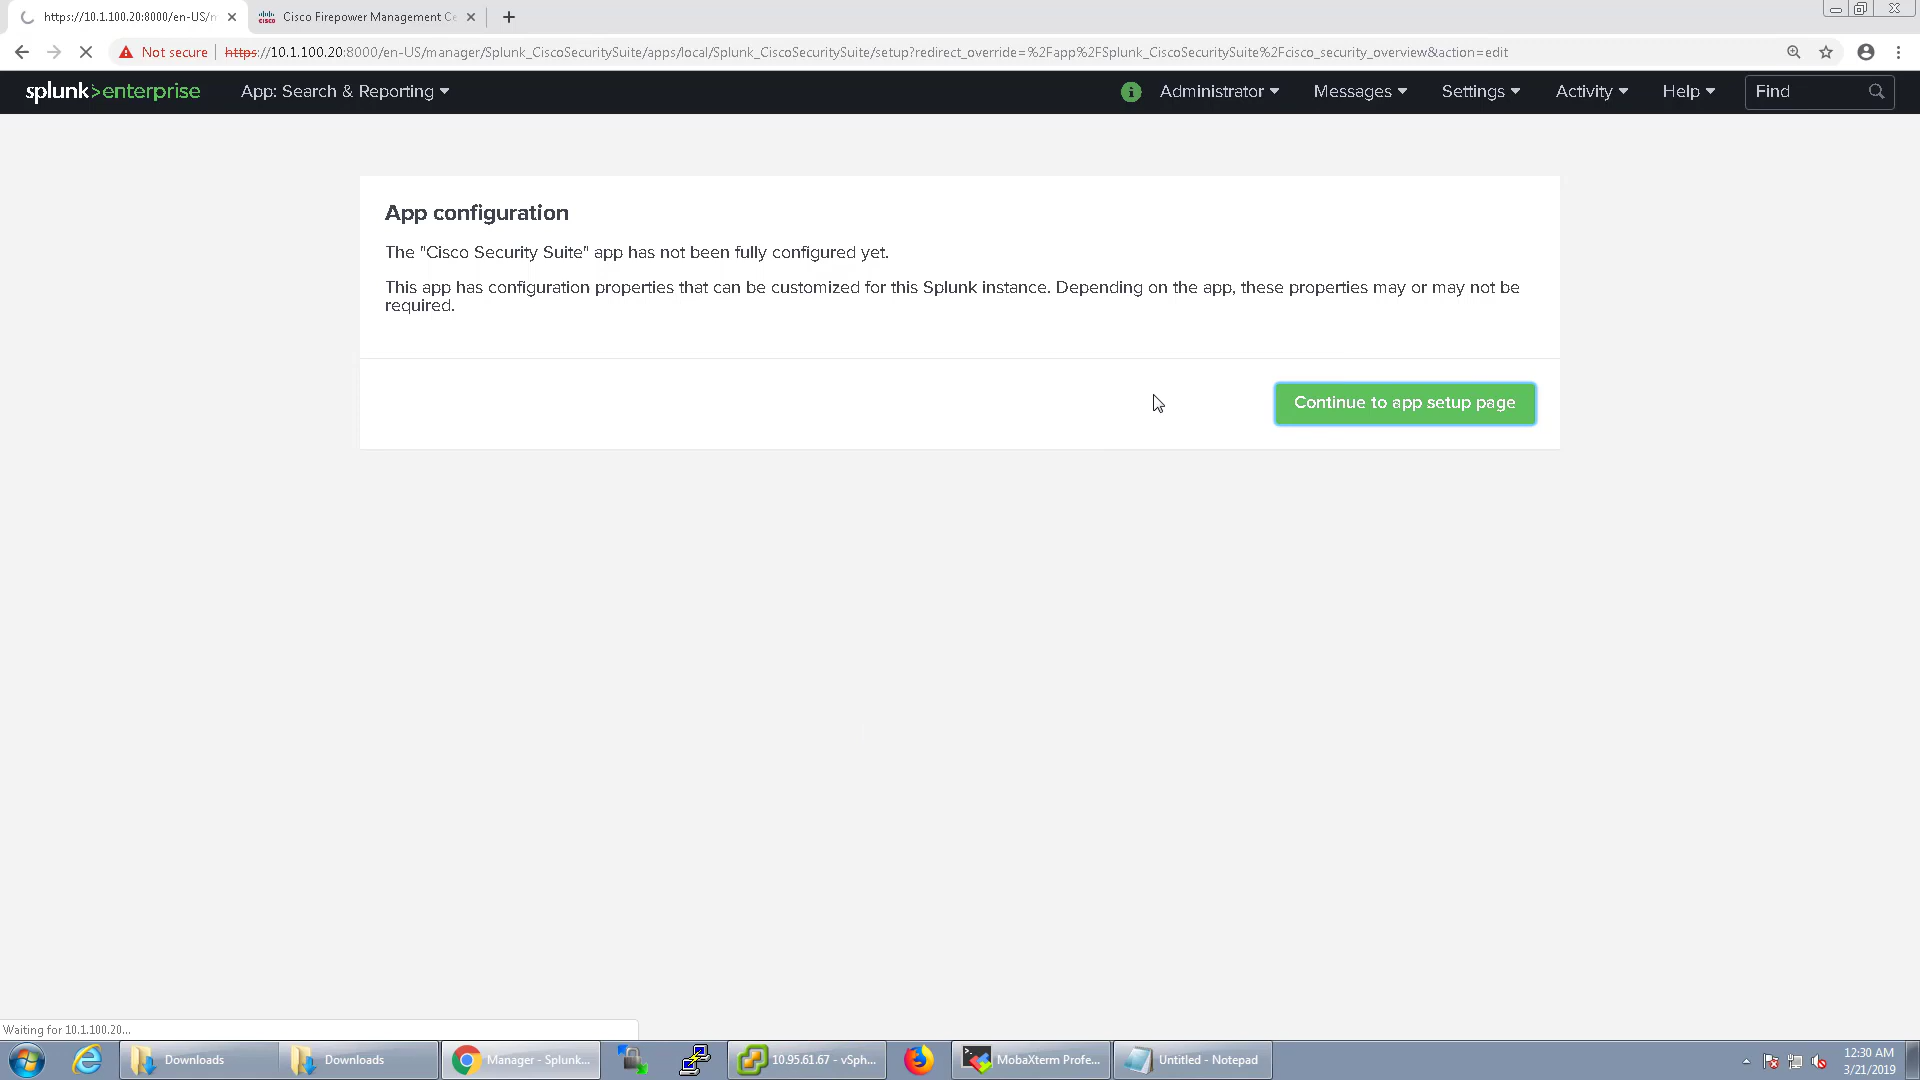 https://10.1.100.20:8000/en-US/m
Cisco Firepower Management Ce
Not secure
https://10.1.100.20:8000/en-US/manager/Splunk_CiscoSecuritySuite/apps/local/Splunk_CiscoSecuritySuite/setup?redirect_override=%2Fapp%2FSplunk_CiscoSecuritySuite%2Fcisco_security_overview&action=edit
splunk>enterprise
App: Search & Reporting
Administrator
Messages
Settings
Activity
Help
Find
App configuration
The "Cisco Security Suite" app has not been fully configured yet.
This app has configuration properties that can be customized for this Splunk instance. Depending on the app, these properties may or may not be
required.
Continue to app setup page
Waiting for 10.1.100.20...
Downloads
Downloads
Manager - Splunk...
10.95.61.67 - vSph...
MobaXterm Profe...
Untitled - Notepad
12:30 AM
3/21/2019